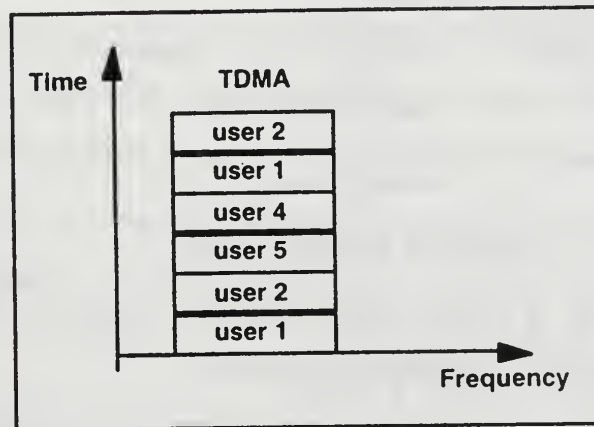 Time
TDMA
user 2
user 1
user 4
user 5
user 2
user 1
Frequency